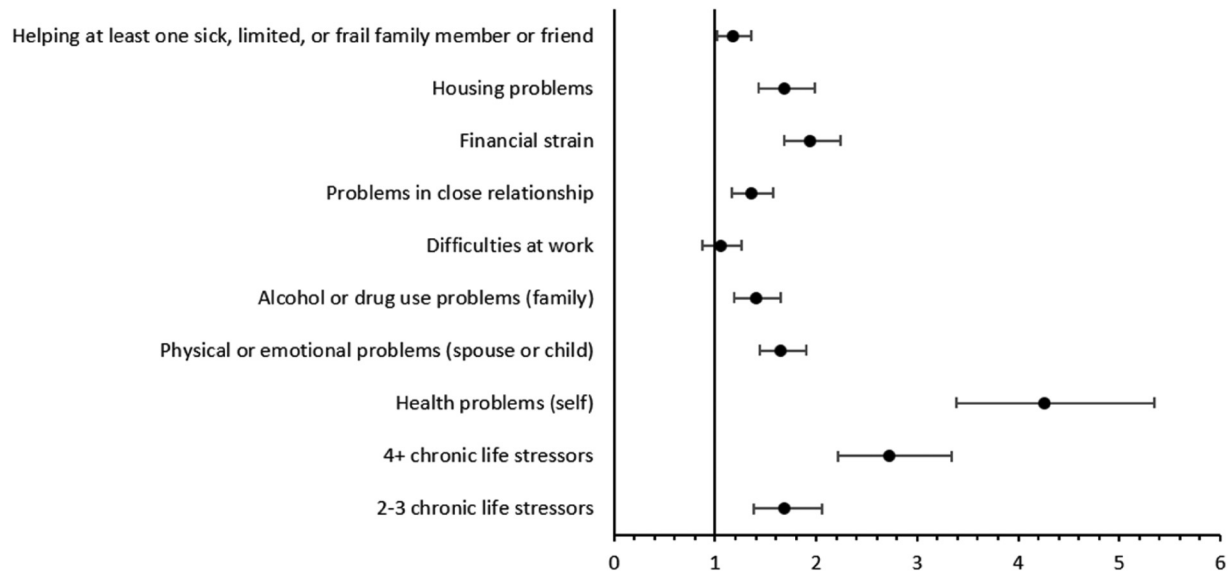 Helping at least one sick, limited, or frail family member or friend
Housing problems
Financial strain
Problems in close relationship
Difficulties at work
Alcohol or drug use problems (family)
Physical or emotional problems (spouse or child)
Health problems (self)
4+ chronic life stressors
2-3 chronic life stressors
0 1 2 3 4 5 6